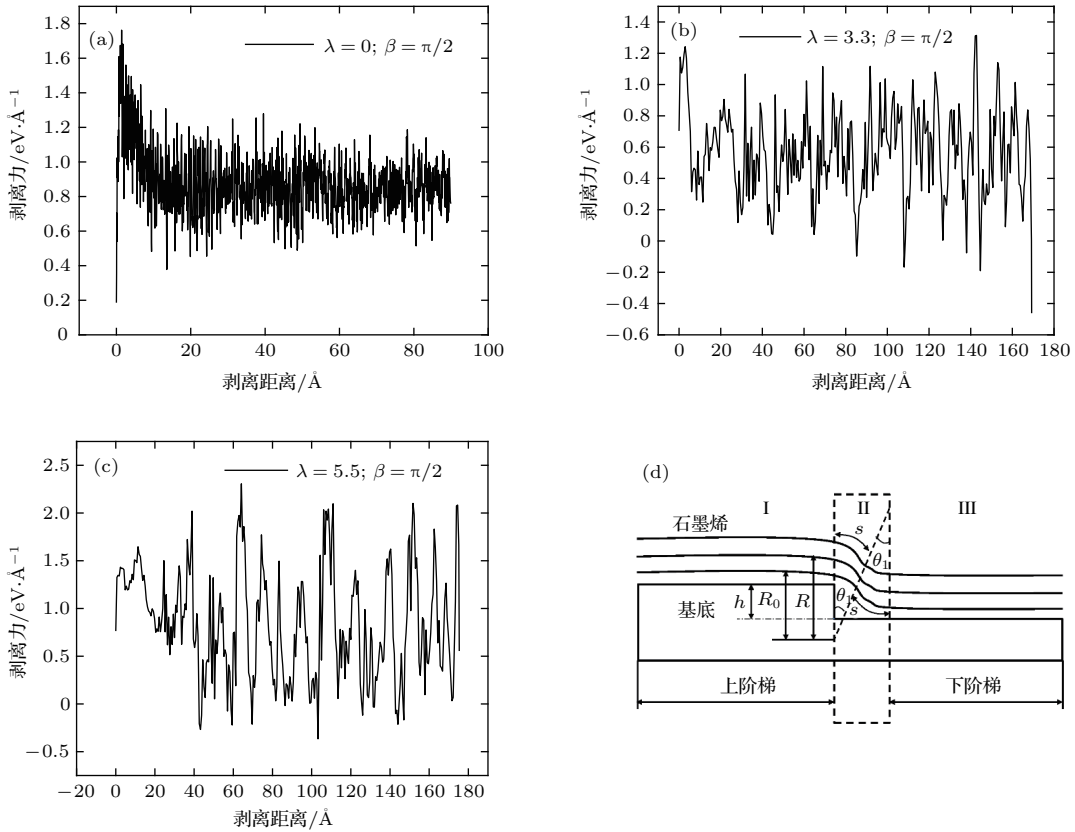 (a)
λ = 0; β = π/2
1.8
1.6
1.4
1.2
1.0
0.8
0.6
0.4
0.2
0
剥离力/eV·Å⁻¹
0 20 40 60 80 100
剥离距离/Å
(b)
λ = 3.3; β = π/2
1.4
1.2
1.0
0.8
0.6
0.4
0.2
0
−0.2
−0.4
−0.6
剥离力/eV·Å⁻¹
0 20 40 60 80 100 120 140 160 180
剥离距离/Å
(c)
λ = 5.5; β = π/2
2.5
2.0
1.5
1.0
0.5
0
−0.5
剥离力/eV·Å⁻¹
−20 0 20 40 60 80 100 120 140 160 180
剥离距离/Å
(d)
I II III
石墨烯
s
θ₁
基底 h R₀ R θ₁ s
上阶梯 下阶梯